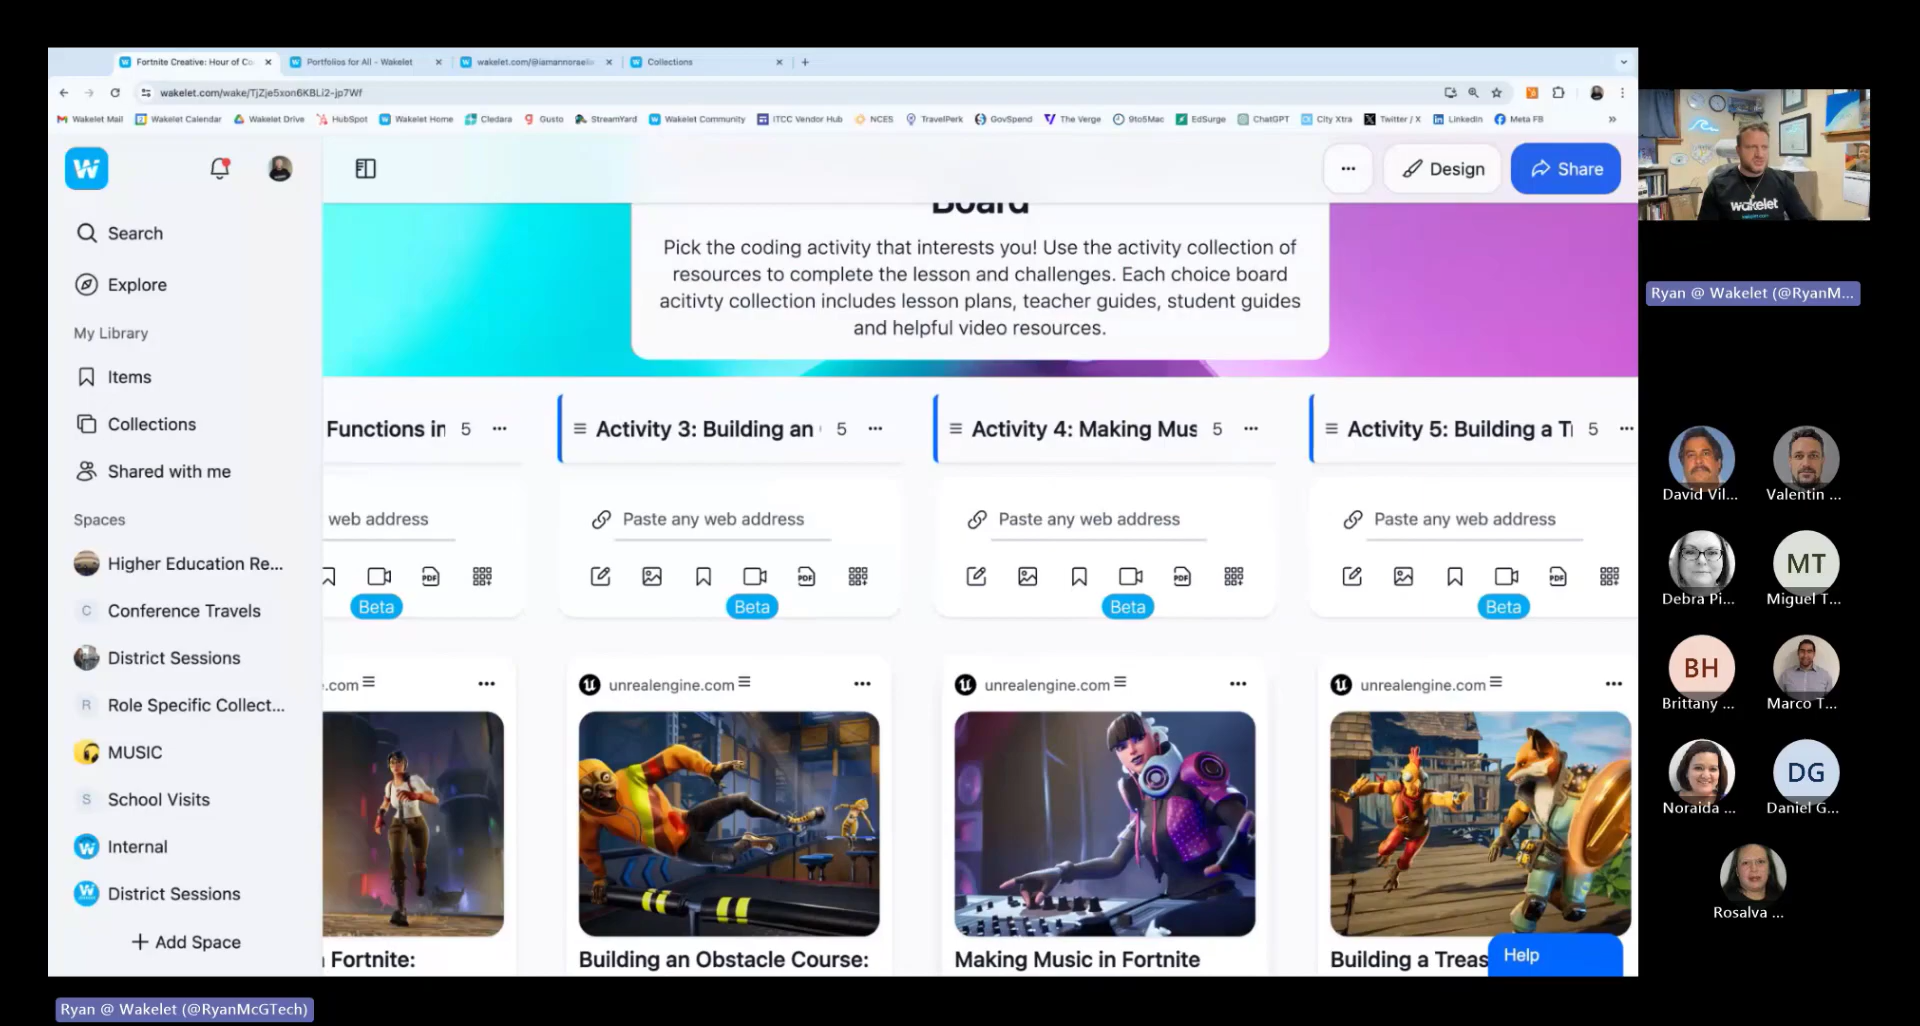 Fortnite Creative: Hour of Co
Portfolios for All - Wakelet
wakelet.com/@iamannorseli
Collections
wakelet.com/wake/TjZje5xon6KBLi2-jp7Wf
Wakelet Mail
Wakelet Calendar
Wakelet Drive
HubSpot
Wakelet Home
Cledara
Gusto
StreamYard
Wakelet Community
ITCC Vendor Hub
NCES
TravelPerk
GovSpend
The Verge
9to5Mac
EdSurge
ChatGPT
City Xtra
Twitter / X
Linkedin
Meta FB
Design
Share
Search
Explore
My Library
Items
Collections
Shared with me
Spaces
Higher Education Re...
C Conference Travels
District Sessions
R Role Specific Collect...
MUSIC
S School Visits
Internal
District Sessions
+ Add Space
Board
Pick the coding activity that interests you! Use the activity collection of
resources to complete the lesson and challenges. Each choice board
acitivty collection includes lesson plans, teacher guides, student guides
and helpful video resources.
Functions in 5
Activity 3: Building an 5
Activity 4: Making Mus 5
Activity 5: Building a Tr 5
web address
Paste any web address
Paste any web address
Paste any web address
PDF
PDF
PDF
PDF
Beta
Beta
Beta
Beta
.com
unrealengine.com
unrealengine.com
unrealengine.com
Fortnite:
Building an Obstacle Course:
Making Music in Fortnite
Building a Treas
Help
wakelet
Ryan @ Wakelet (@RyanM...
David Vil...
Valentin ...
Debra Pi...
MT
Miguel T...
BH
Brittany ...
Marco T...
Noraida ...
DG
Daniel G...
Rosalva ...
Ryan @ Wakelet (@RyanMcGTech)